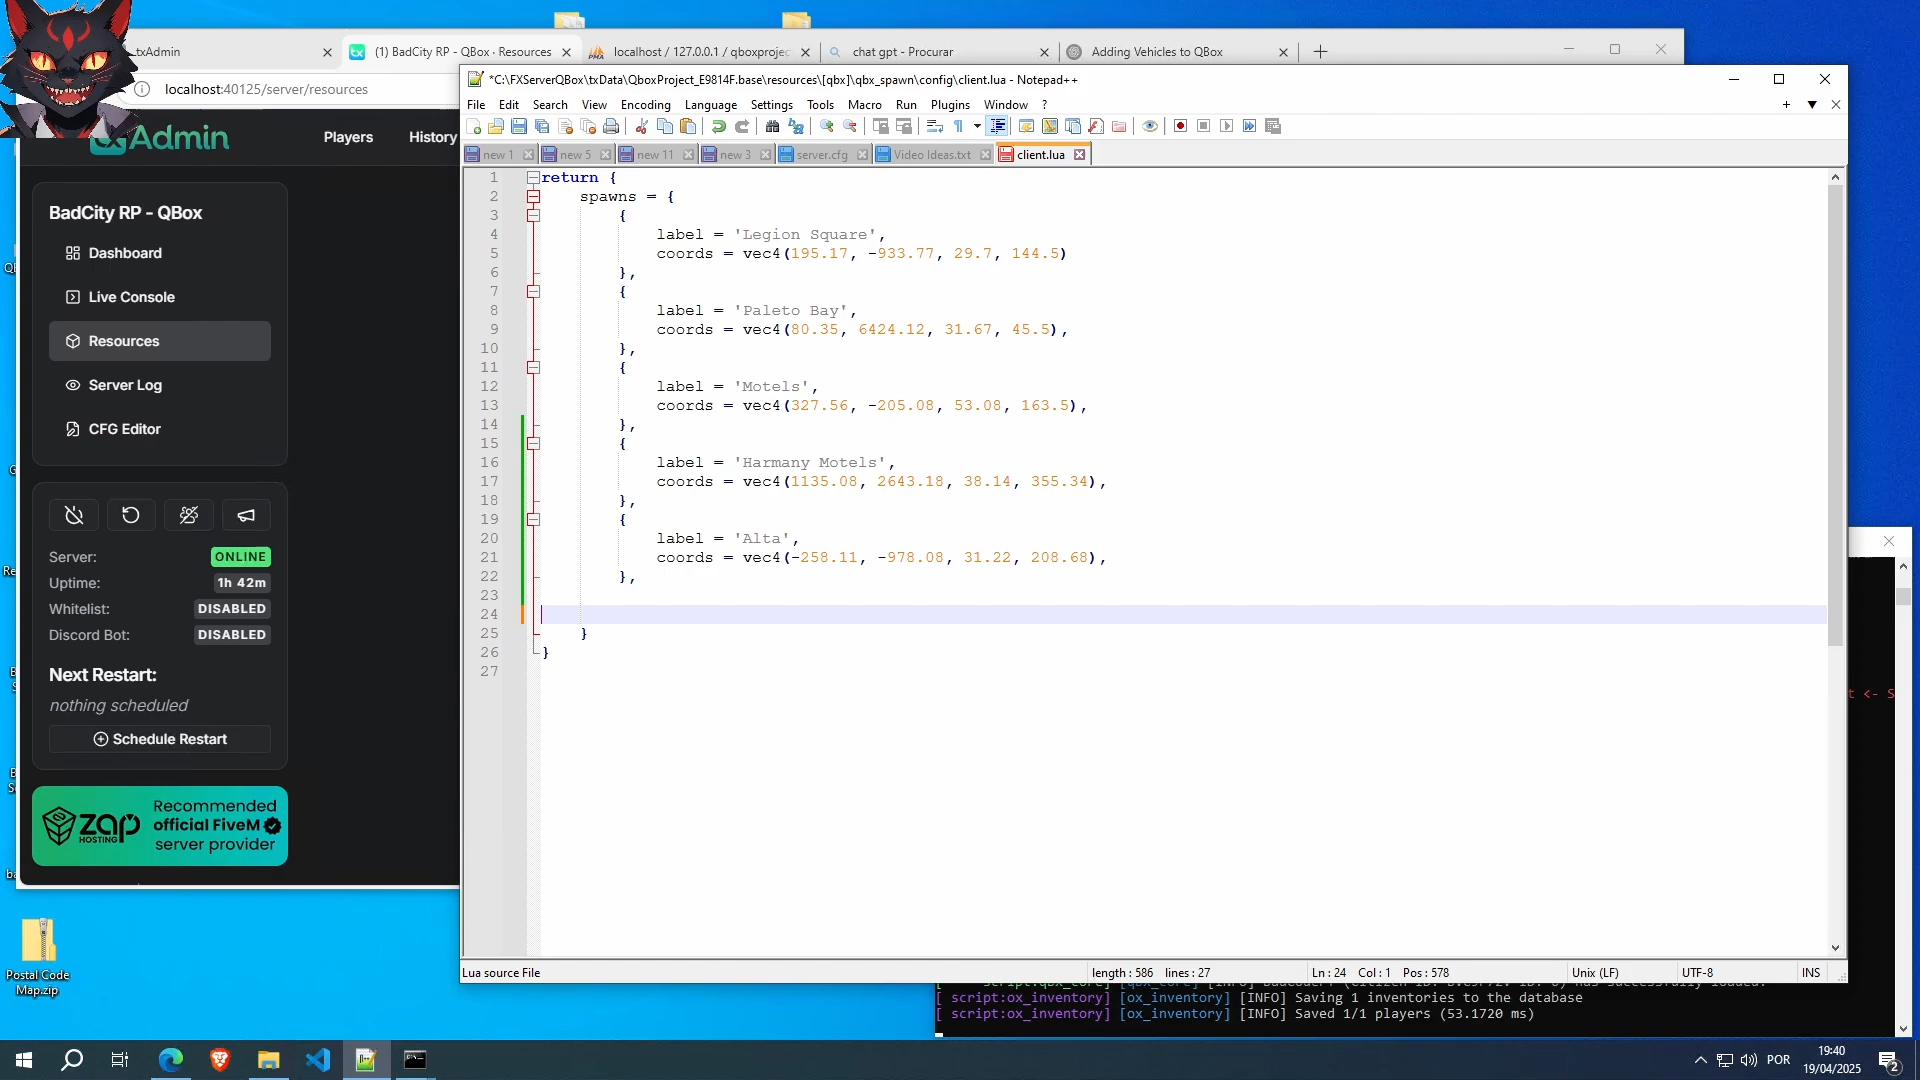 txAdmin
(1) BadCity RP - QBox · Resources
localhost / 127.0.0.1 / qboxprojec
chat gpt - Procurar
Adding Vehicles to QBox
localhost:40125/server/resources
Admin
Players
History
BadCity RP - QBox
Dashboard
Live Console
Resources
Server Log
CFG Editor
Server: ONLINE
Uptime: 1h 42m
Whitelist: DISABLED
Discord Bot: DISABLED
Next Restart:
nothing scheduled
Schedule Restart
ZAP HOSTING
Recommended
official FiveM
server provider
*C:\FXServerQBox\txData\QboxProject_E9814F.base\resources\[qbx]\qbx_spawn\config\client.lua - Notepad++
File Edit Search View Encoding Language Settings Tools Macro Run Plugins Window ?
new 1
new 5
new 11
new 3
server.cfg
Video Ideas.txt
client.lua
1 return {
2 spawns = {
3 {
4 label = 'Legion Square',
5 coords = vec4(195.17, -933.77, 29.7, 144.5)
6 },
7 {
8 label = 'Paleto Bay',
9 coords = vec4(80.35, 6424.12, 31.67, 45.5),
10 },
11 {
12 label = 'Motels',
13 coords = vec4(327.56, -205.08, 53.08, 163.5),
14 },
15 {
16 label = 'Harmany Motels',
17 coords = vec4(1135.08, 2643.18, 38.14, 355.34),
18 },
19 {
20 label = 'Alta',
21 coords = vec4(-258.11, -978.08, 31.22, 208.68),
22 },
23
24
25 }
26 }
27
Lua source File
length : 586 lines : 27
Ln : 24 Col : 1 Pos : 578
Unix (LF)
UTF-8
INS
t <- S
[ script:ox_inventory] [ox_inventory] [INFO] Saving 1 inventories to the database
[ script:ox_inventory] [ox_inventory] [INFO] Saved 1/1 players (53.1720 ms)
Postal Code
Map.zip
POR
19:40
19/04/2025
2